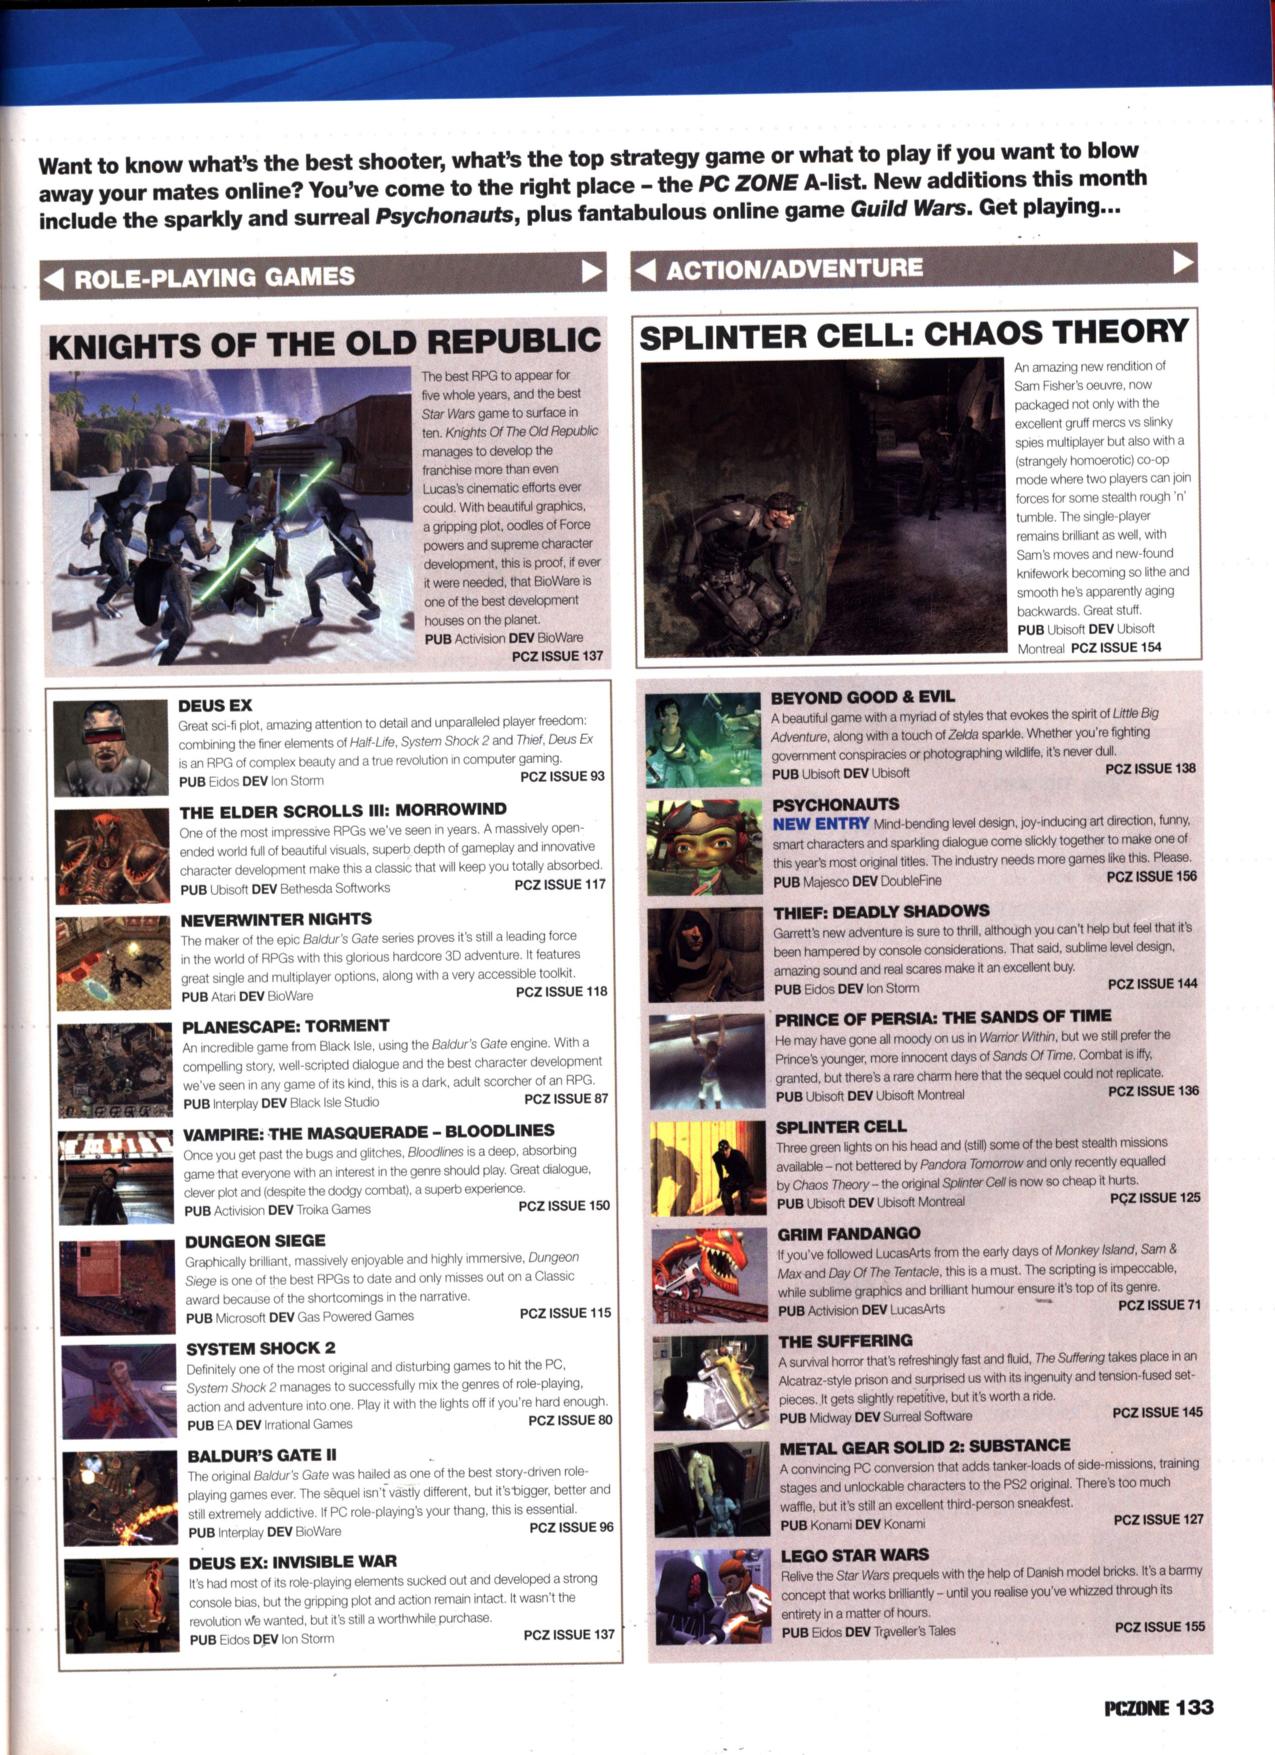 Want to know what's the best shooter, what's the top strategy game or what to play if you want to blow
away your mates online? You've come to the right place – the PC ZONE A-list. New additions this month
include the sparkly and surreal Psychonauts, plus fantabulous online game Guild Wars. Get playing...
ROLE-PLAYING GAMES
KNIGHTS OF THE OLD REPUBLIC
The best RPG to appear for
five whole years, and the best
Star Wars game to surface in
ten. Knights Of The Old Republic
manages to develop the
franchise more than even
Lucas's cinematic efforts ever
could. With beautiful graphics,
a gripping plot, oodles of Force
powers and supreme character
development, this is proof, if ever
it were needed, that BioWare is
one of the best development
houses on the planet.
PUB Activision DEV BioWare
PCZ ISSUE 137
DEUS EX
Great sci-fi plot, amazing attention to detail and unparalleled player freedom:
combining the finer elements of Half-Life, System Shock 2 and Thief, Deus Ex
is an RPG of complex beauty and a true revolution in computer gaming.
PUB Eidos DEV Ion Storm PCZ ISSUE 93
THE ELDER SCROLLS III: MORROWIND
One of the most impressive RPGs we've seen in years. A massively open-
ended world full of beautiful visuals, superb depth of gameplay and innovative
character development make this a classic that will keep you totally absorbed.
PUB Ubisoft DEV Bethesda Softworks PCZ ISSUE 117
NEVERWINTER NIGHTS
The maker of the epic Baldur's Gate series proves it's still a leading force
in the world of RPGs with this glorious hardcore 3D adventure. It features
great single and multiplayer options, along with a very accessible toolkit.
PUB Atari DEV BioWare PCZ ISSUE 118
PLANESCAPE: TORMENT
An incredible game from Black Isle, using the Baldur's Gate engine. With a
compelling story, well-scripted dialogue and the best character development
we've seen in any game of its kind, this is a dark, adult scorcher of an RPG.
PUB Interplay DEV Black Isle Studio PCZ ISSUE 87
VAMPIRE: THE MASQUERADE – BLOODLINES
Once you get past the bugs and glitches, Bloodlines is a deep, absorbing
game that everyone with an interest in the genre should play. Great dialogue,
clever plot and (despite the dodgy combat), a superb experience.
PUB Activision DEV Troika Games PCZ ISSUE 150
DUNGEON SIEGE
Graphically brilliant, massively enjoyable and highly immersive, Dungeon
Siege is one of the best RPGs to date and only misses out on a Classic
award because of the shortcomings in the narrative.
PUB Microsoft DEV Gas Powered Games PCZ ISSUE 115
SYSTEM SHOCK 2
Definitely one of the most original and disturbing games to hit the PC,
System Shock 2 manages to successfully mix the genres of role-playing,
action and adventure into one. Play it with the lights off if you're hard enough.
PUB EA DEV Irrational Games PCZ ISSUE 80
BALDUR'S GATE II
The original Baldur's Gate was hailed as one of the best story-driven role-
playing games ever. The sequel isn't vastly different, but it's bigger, better and
still extremely addictive. If PC role-playing's your thang, this is essential.
PUB Interplay DEV BioWare PCZ ISSUE 96
DEUS EX: INVISIBLE WAR
It's had most of its role-playing elements sucked out and developed a strong
console bias, but the gripping plot and action remain intact. It wasn't the
revolution we wanted, but it's still a worthwhile purchase.
PUB Eidos DEV Ion Storm PCZ ISSUE 137
ACTION/ADVENTURE
SPLINTER CELL: CHAOS THEORY
An amazing new rendition of
Sam Fisher's oeuvre, now
packaged not only with the
excellent gruff mercs vs slinky
spies multiplayer but also with a
(strangely homoerotic) co-op
mode where two players can join
forces for some stealth rough 'n'
tumble. The single-player
remains brilliant as well, with
Sam's moves and new-found
knifework becoming so lithe and
smooth he's apparently aging
backwards. Great stuff.
PUB Ubisoft DEV Ubisoft
Montreal PCZ ISSUE 154
BEYOND GOOD & EVIL
A beautiful game with a myriad of styles that evokes the spirit of Little Big
Adventure, along with a touch of Zelda sparkle. Whether you're fighting
government conspiracies or photographing wildlife, it's never dull.
PUB Ubisoft DEV Ubisoft PCZ ISSUE 138
PSYCHONAUTS
NEW ENTRY Mind-bending level design, joy-inducing art direction, funny,
smart characters and sparkling dialogue come slickly together to make one of
this year's most original titles. The industry needs more games like this. Please.
PUB Majesco DEV DoubleFine PCZ ISSUE 156
THIEF: DEADLY SHADOWS
Garrett's new adventure is sure to thrill, although you can't help but feel that it's
been hampered by console considerations. That said, sublime level design,
amazing sound and real scares make it an excellent buy.
PUB Eidos DEV Ion Storm PCZ ISSUE 144
PRINCE OF PERSIA: THE SANDS OF TIME
He may have gone all moody on us in Warrior Within, but we still prefer the
Prince's younger, more innocent days of Sands Of Time. Combat is iffy,
granted, but there's a rare charm here that the sequel could not replicate.
PUB Ubisoft DEV Ubisoft Montreal PCZ ISSUE 136
SPLINTER CELL
Three green lights on his head and (still) some of the best stealth missions
available – not bettered by Pandora Tomorrow and only recently equalled
by Chaos Theory – the original Splinter Cell is now so cheap it hurts.
PUB Ubisoft DEV Ubisoft Montreal PCZ ISSUE 125
GRIM FANDANGO
If you've followed LucasArts from the early days of Monkey Island, Sam &
Max and Day Of The Tentacle, this is a must. The scripting is impeccable,
while sublime graphics and brilliant humour ensure it's top of its genre.
PUB Activision DEV LucasArts PCZ ISSUE 71
THE SUFFERING
A survival horror that's refreshingly fast and fluid, The Suffering takes place in an
Alcatraz-style prison and surprised us with its ingenuity and tension-fused set-
pieces. It gets slightly repetitive, but it's worth a ride.
PUB Midway DEV Surreal Software PCZ ISSUE 145
METAL GEAR SOLID 2: SUBSTANCE
A convincing PC conversion that adds tanker-loads of side-missions, training
stages and unlockable characters to the PS2 original. There's too much
waffle, but it's still an excellent third-person sneakfest.
PUB Konami DEV Konami PCZ ISSUE 127
LEGO STAR WARS
Relive the Star Wars prequels with the help of Danish model bricks. It's a barmy
concept that works brilliantly – until you realise you've whizzed through its
entirety in a matter of hours.
PUB Eidos DEV Traveller's Tales PCZ ISSUE 155
PCZONE 133